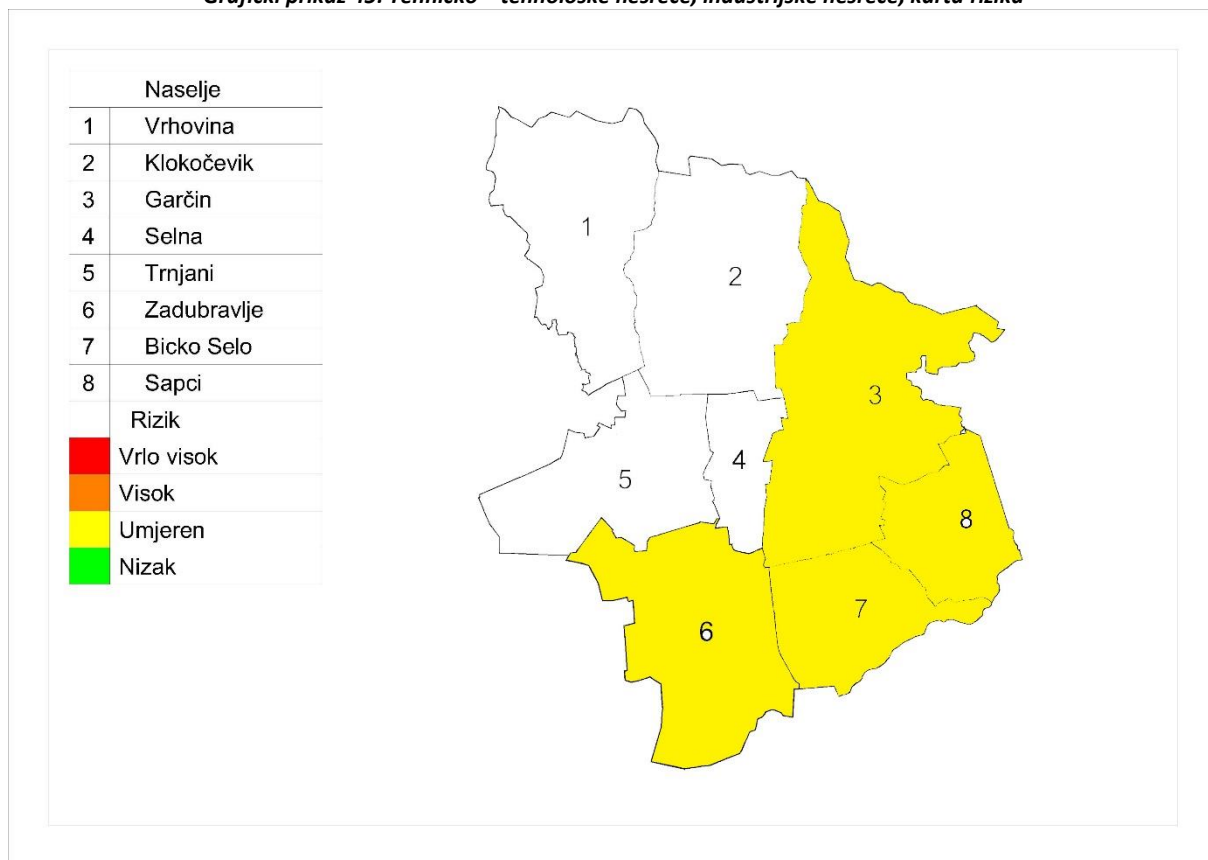 Grafički prikaz Tehničko – tehnološke nesreće, industrijske nesreće, karta rizika
Naselje
1 Vrhovina
2 Klokočevik
3 Garčin
4 Selna
5 Trnjani
6 Zadubravlje
7 Bicko Selo
8 Sapci
Rizik
Vrlo visok
Visok
Umjeren
Nizak
1
2
3
4
5
8
7
6